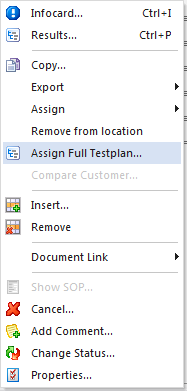 Infocard... Ctrl+I
Results... Ctrl+P
Copy...
Export
Assign
Remove from location
Assign Full Testplan...
Compare Customer...
Insert...
Remove
Document Link
Show SOP...
Cancel...
Add Comment...
Change Status...
Properties...